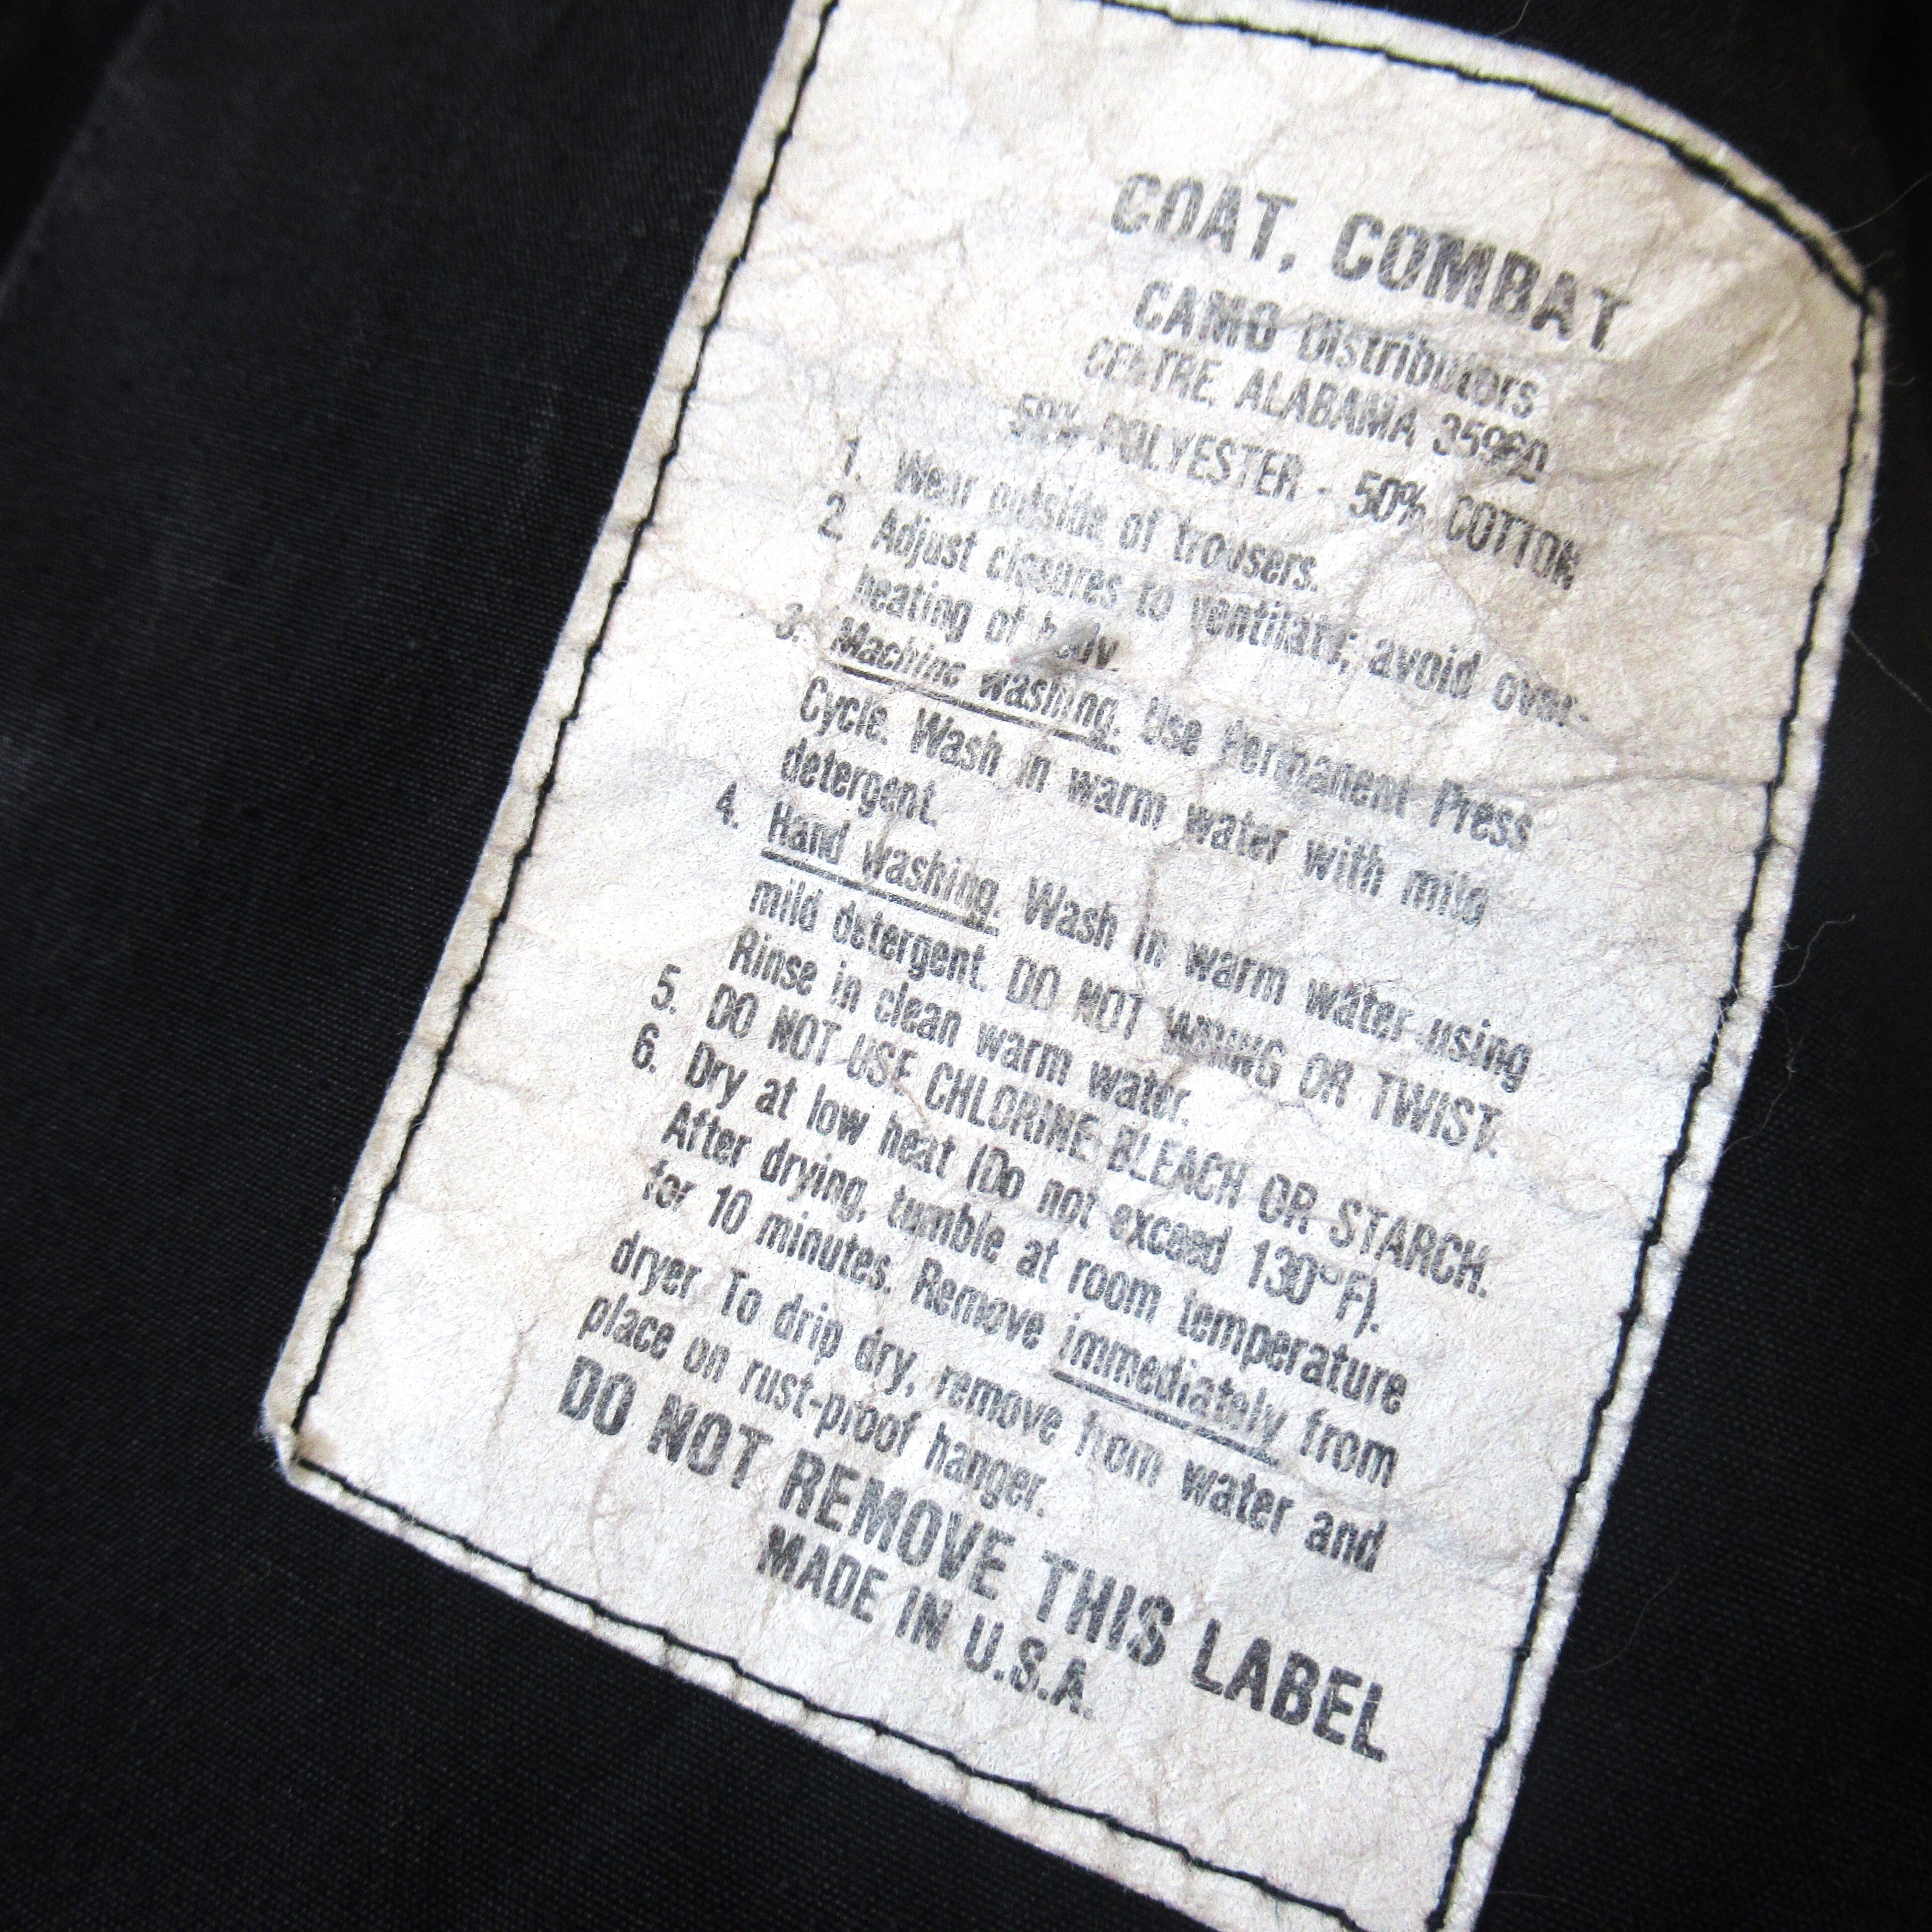 COAT, COMBAT
CAMO Distributors
CENTRE, ALABAMA 35960
50% POLYESTER - 50% COTTON
1. Wear outside of trousers.
2. Adjust closures to ventilate; avoid over-
heating of body.
3. Machine washing. Use Permanent Press
Cycle. Wash in warm water with mild
detergent.
4. Hand washing. Wash in warm water using
mild detergent. DO NOT WRING OR TWIST.
Rinse in clean warm water.
5. DO NOT USE CHLORINE BLEACH OR STARCH.
6. Dry at low heat (Do not exceed 130°F).
After drying, tumble at room temperature
for 10 minutes. Remove immediately from
dryer. To drip dry, remove from water and
place on rust-proof hanger.
DO NOT REMOVE THIS LABEL
MADE IN U.S.A.